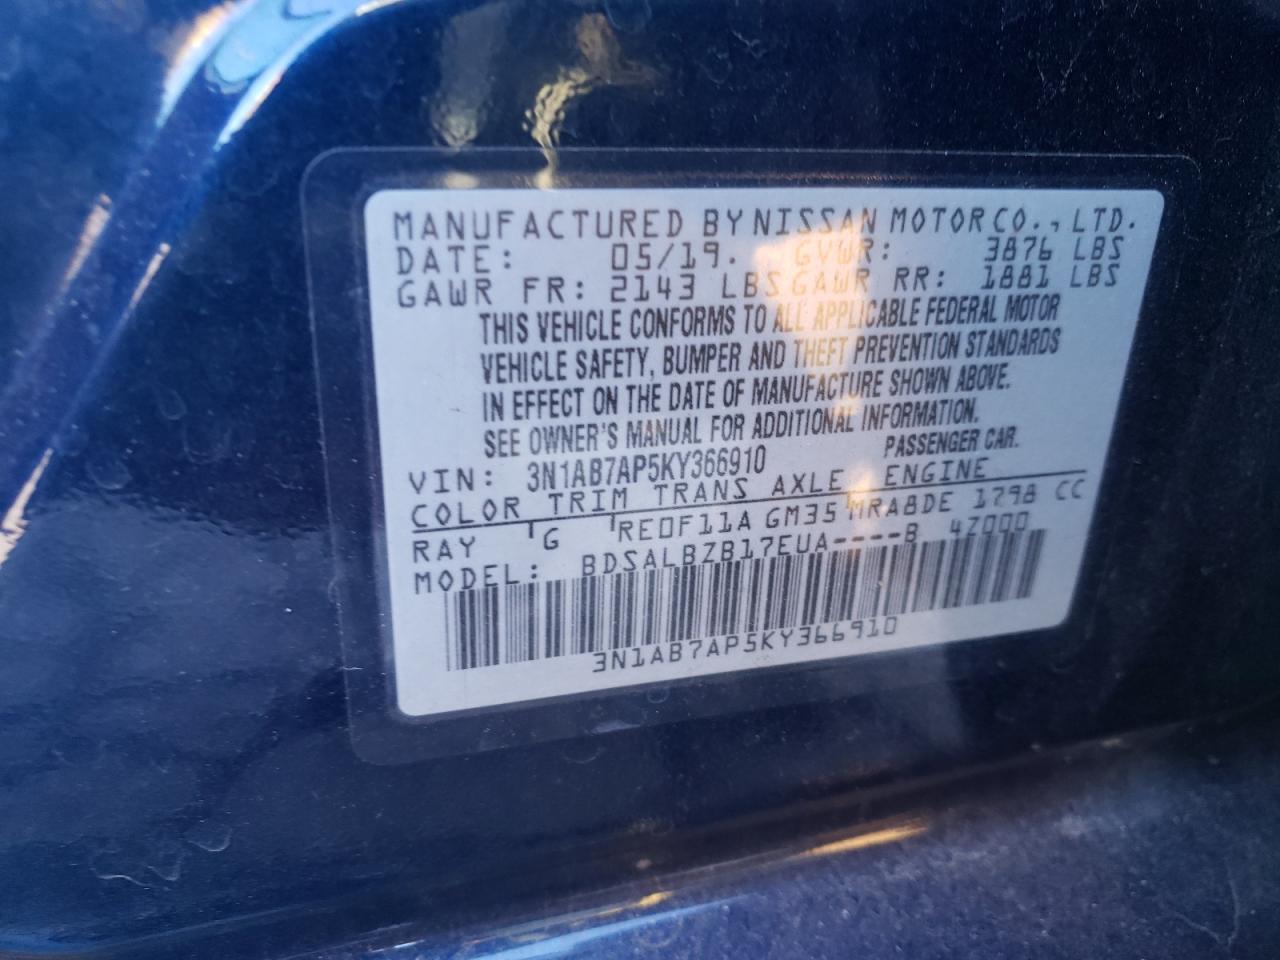 MANUFACTURED BY NISSAN MOTOR CO., LTD.
DATE: 05/19. GVWR: 3876 LBS
GAWR FR: 2143 LBS GAWR RR: 1881 LBS
THIS VEHICLE CONFORMS TO ALL APPLICABLE FEDERAL MOTOR
VEHICLE SAFETY, BUMPER AND THEFT PREVENTION STANDARDS
IN EFFECT ON THE DATE OF MANUFACTURE SHOWN ABOVE.
SEE OWNER'S MANUAL FOR ADDITIONAL INFORMATION.
PASSENGER CAR.
VIN: 3N1AB7AP5KY366910
COLOR TRIM TRANS AXLE ENGINE
RAY G RE0F11A GM35 MRA8DE 1798 CC
MODEL: BDSALBZB17EUA----B 4Z000
3N1AB7AP5KY366910